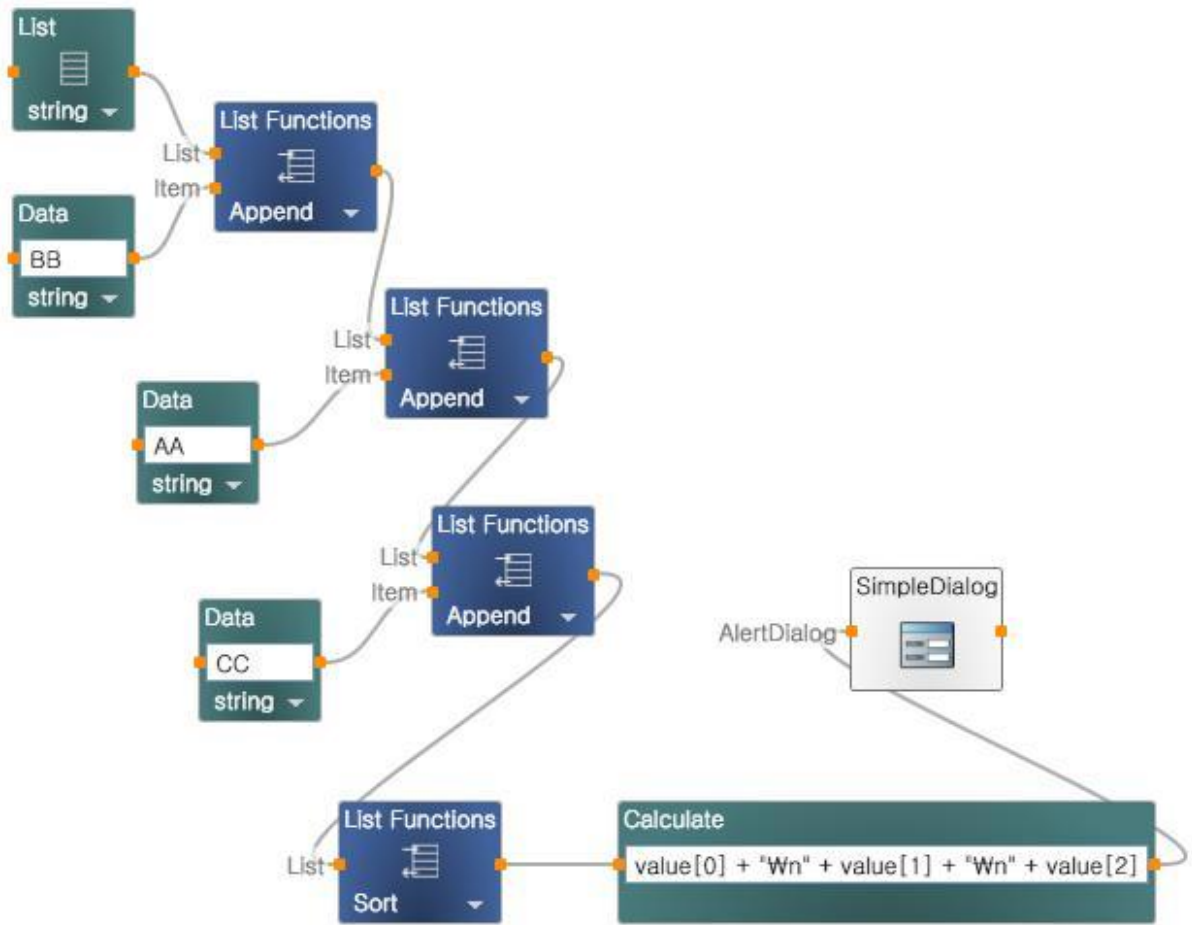 List
string
List Functions
List
Item
Append
Data
BB
string
List Functions
List
Item
Append
Data
AA
string
List Functions
List
Item
Append
Data
CC
string
SimpleDialog
AlertDialog
List Functions
List
Sort
Calculate
value[0] + "₩n" + value[1] + "₩n" + value[2]